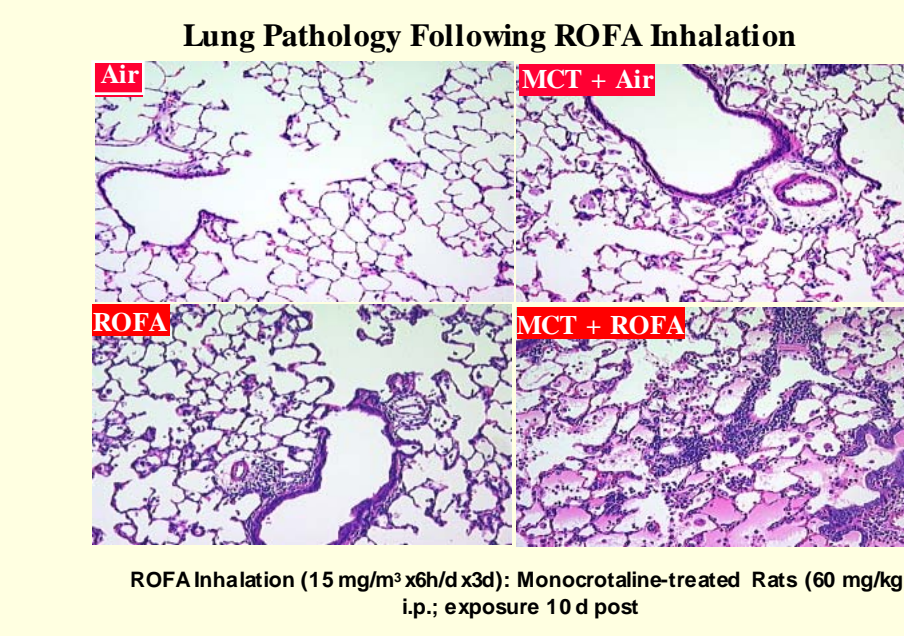 Lung Pathology Following ROFA Inhalation
Air
MCT + Air
ROFA
MCT + ROFA
ROFA Inhalation (15 mg/m³ x6h/d x3d): Monocrotaline-treated Rats (60 mg/kg
i.p.; exposure 10 d post